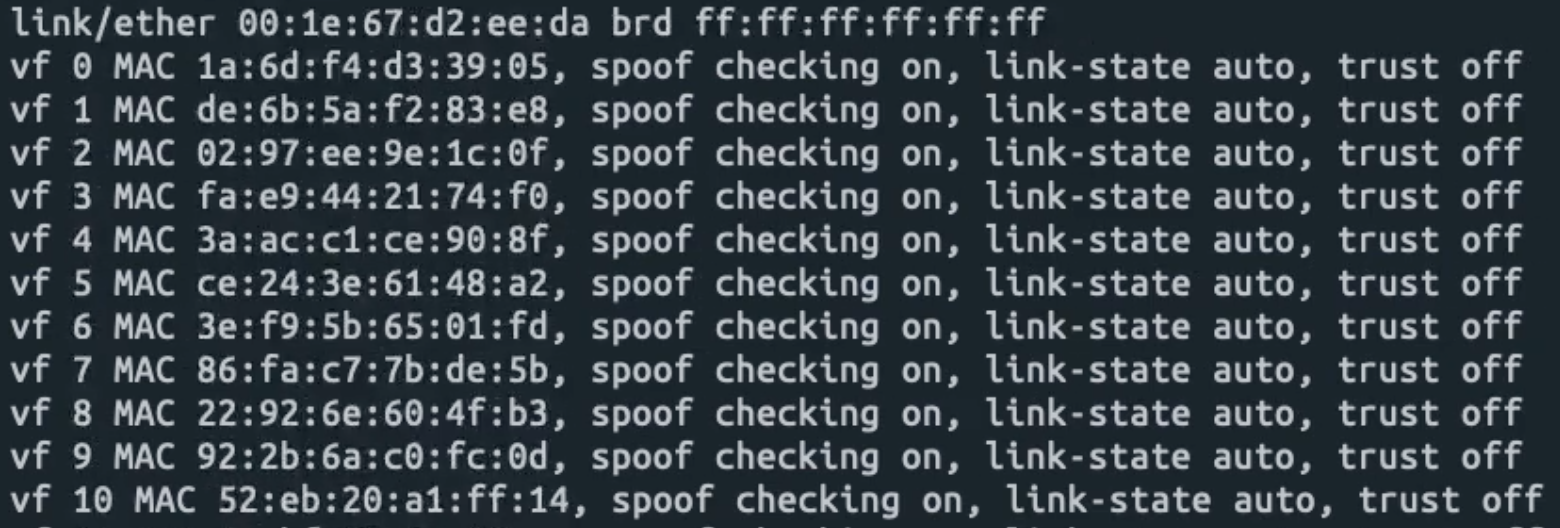 link/ether 00:1e:67:d2:ee:da brd ff:ff:ff:ff:ff:ff
vf 0 MAC 1a:6d:f4:d3:39:05, spoof checking on, link-state auto, trust off
vf 1 MAC de:6b:5a:f2:83:e8, spoof checking on, link-state auto, trust off
vf 2 MAC 02:97:ee:9e:1c:0f, spoof checking on, link-state auto, trust off
vf 3 MAC fa:e9:44:21:74:f0, spoof checking on, link-state auto, trust off
vf 4 MAC 3a:ac:c1:ce:90:8f, spoof checking on, link-state auto, trust off
vf 5 MAC ce:24:3e:61:48:a2, spoof checking on, link-state auto, trust off
vf 6 MAC 3e:f9:5b:65:01:fd, spoof checking on, link-state auto, trust off
vf 7 MAC 86:fa:c7:7b:de:5b, spoof checking on, link-state auto, trust off
vf 8 MAC 22:92:6e:60:4f:b3, spoof checking on, link-state auto, trust off
vf 9 MAC 92:2b:6a:c0:fc:0d, spoof checking on, link-state auto, trust off
vf 10 MAC 52:eb:20:a1:ff:14, spoof checking on, link-state auto, trust off